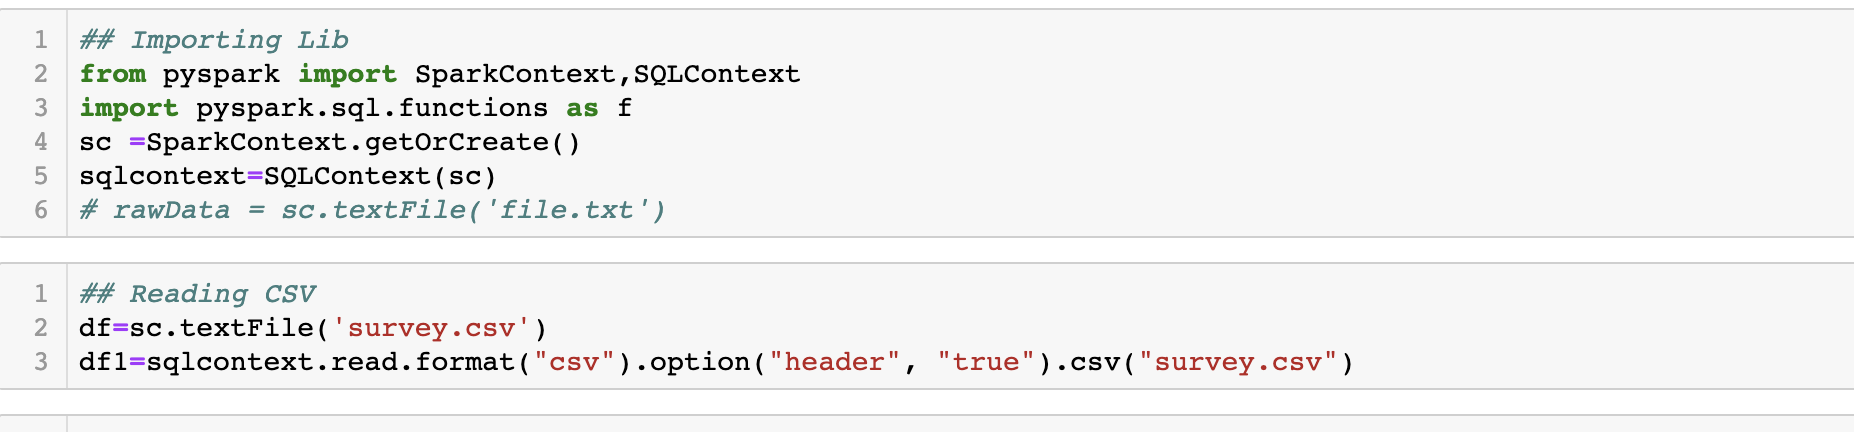 1 ## Importing Lib
2 from pyspark import SparkContext,SQLContext
3 import pyspark.sql.functions as f
4 sc =SparkContext.getOrCreate()
5 sqlcontext=SQLContext(sc)
6 # rawData = sc.textFile('file.txt')
1 ## Reading CSV
2 df=sc.textFile('survey.csv')
3 df1=sqlcontext.read.format("csv").option("header", "true").csv("survey.csv")